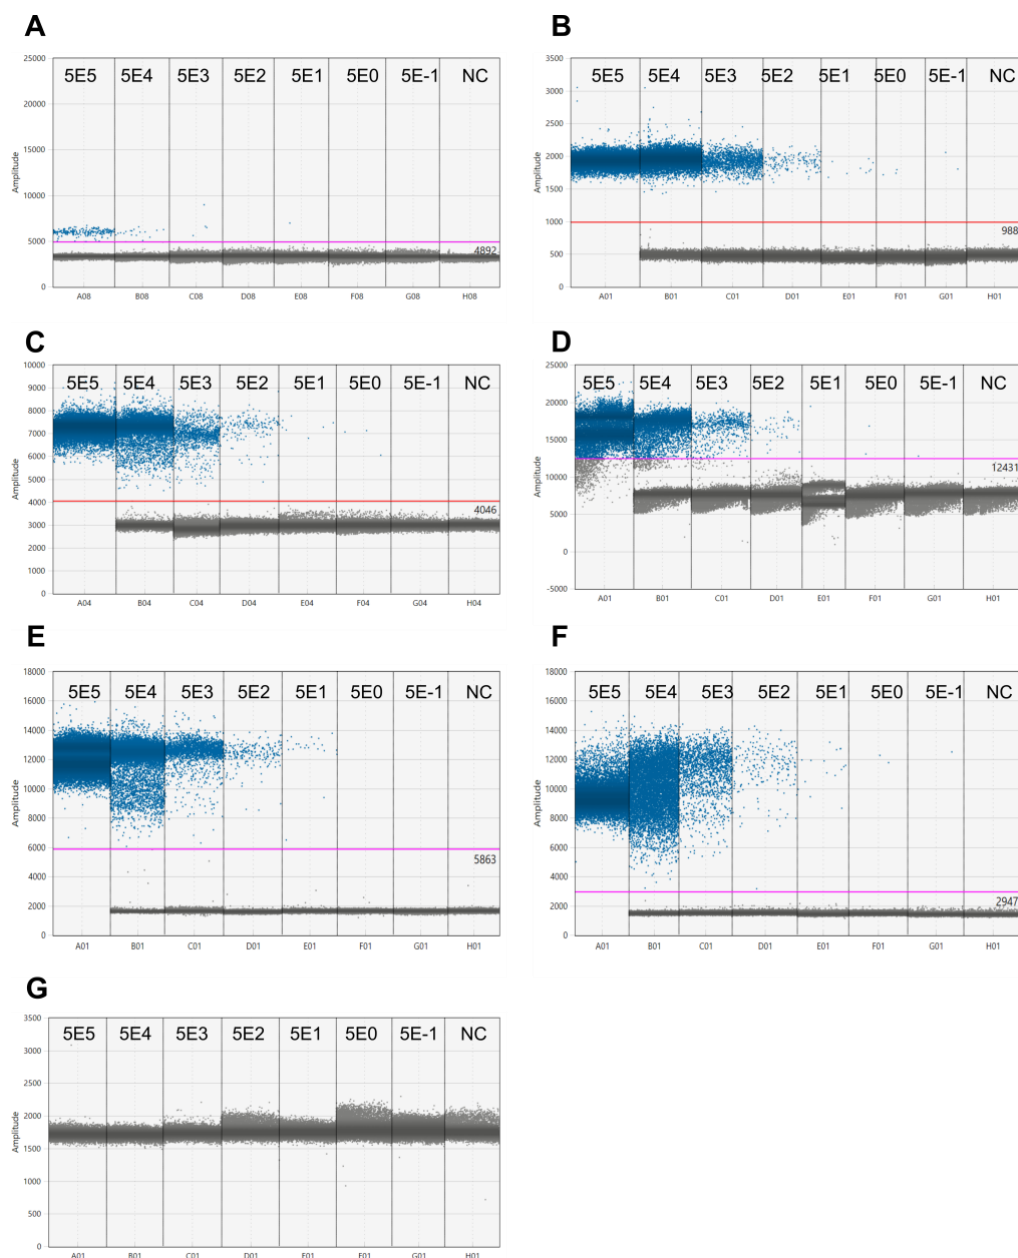 A
25000
20000
15000
10000
5000
0
Amplitude
5E5 5E4 5E3 5E2 5E1 5E0 5E-1 NC
4892
A08 B08 C08 D08 E08 F08 G08 H08
B
3500
3000
2500
2000
1500
1000
500
0
Amplitude
5E5 5E4 5E3 5E2 5E1 5E0 5E-1 NC
988
A01 B01 C01 D01 E01 F01 G01 H01
C
10000
9000
8000
7000
6000
5000
4000
3000
2000
1000
0
Amplitude
5E5 5E4 5E3 5E2 5E1 5E0 5E-1 NC
4046
A04 B04 C04 D04 E04 F04 G04 H04
D
25000
20000
15000
10000
5000
0
-5000
Amplitude
5E5 5E4 5E3 5E2 5E1 5E0 5E-1 NC
12431
A01 B01 C01 D01 E01 F01 G01 H01
E
18000
16000
14000
12000
10000
8000
6000
4000
2000
0
Amplitude
5E5 5E4 5E3 5E2 5E1 5E0 5E-1 NC
5863
A01 B01 C01 D01 E01 F01 G01 H01
F
18000
16000
14000
12000
10000
8000
6000
4000
2000
0
Amplitude
5E5 5E4 5E3 5E2 5E1 5E0 5E-1 NC
2947
A01 B01 C01 D01 E01 F01 G01 H01
G
3500
3000
2500
2000
1500
1000
500
0
Amplitude
5E5 5E4 5E3 5E2 5E1 5E0 5E-1 NC
A01 B01 C01 D01 E01 F01 G01 H01